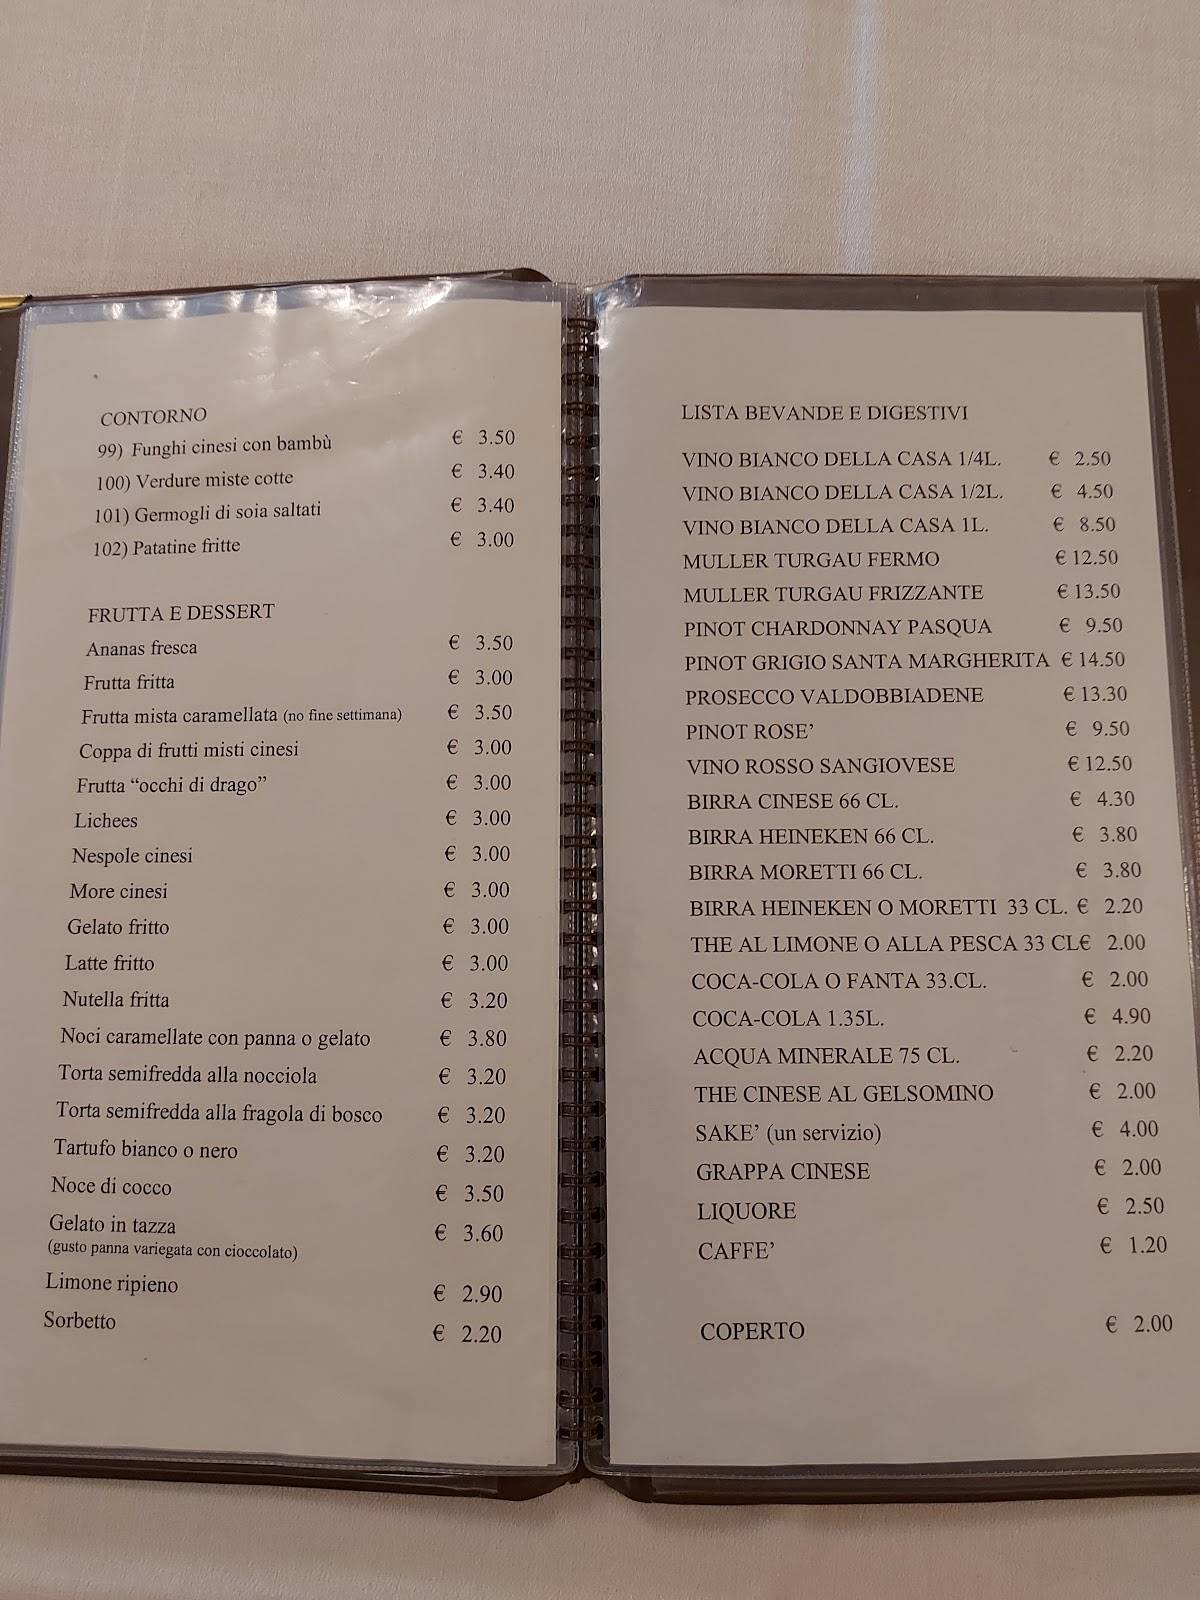 CONTORNO
99) Funghi cinesi con bambù € 3.50
100) Verdure miste cotte € 3.40
101) Germogli di soia saltati € 3.40
102) Patatine fritte € 3.00
FRUTTA E DESSERT
Ananas fresca € 3.50
Frutta fritta € 3.00
Frutta mista caramellata (no fine settimana) € 3.50
Coppa di frutti misti cinesi € 3.00
Frutta “occhi di drago” € 3.00
Lichees € 3.00
Nespole cinesi € 3.00
More cinesi € 3.00
Gelato fritto € 3.00
Latte fritto € 3.00
Nutella fritta € 3.20
Noci caramellate con panna o gelato € 3.80
Torta semifredda alla nocciola € 3.20
Torta semifredda alla fragola di bosco € 3.20
Tartufo bianco o nero € 3.20
Noce di cocco € 3.50
Gelato in tazza € 3.60
(gusto panna variegata con cioccolato)
Limone ripieno € 2.90
Sorbetto € 2.20
LISTA BEVANDE E DIGESTIVI
VINO BIANCO DELLA CASA 1/4L. € 2.50
VINO BIANCO DELLA CASA 1/2L. € 4.50
VINO BIANCO DELLA CASA 1L. € 8.50
MULLER TURGAU FERMO € 12.50
MULLER TURGAU FRIZZANTE € 13.50
PINOT CHARDONNAY PASQUA € 9.50
PINOT GRIGIO SANTA MARGHERITA € 14.50
PROSECCO VALDOBBIADENE € 13.30
PINOT ROSE’ € 9.50
VINO ROSSO SANGIOVESE € 12.50
BIRRA CINESE 66 CL. € 4.30
BIRRA HEINEKEN 66 CL. € 3.80
BIRRA MORETTI 66 CL. € 3.80
BIRRA HEINEKEN O MORETTI 33 CL. € 2.20
THE AL LIMONE O ALLA PESCA 33 CL€ 2.00
COCA-COLA O FANTA 33.CL. € 2.00
COCA-COLA 1.35L. € 4.90
ACQUA MINERALE 75 CL. € 2.20
THE CINESE AL GELSOMINO € 2.00
SAKE’ (un servizio) € 4.00
GRAPPA CINESE € 2.00
LIQUORE € 2.50
CAFFE’ € 1.20
COPERTO € 2.00